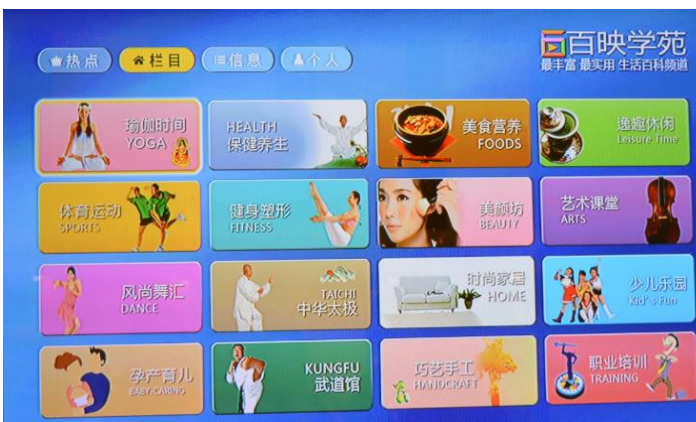 热点
栏目
信息
个人
百映学苑
最丰富 最实用 生活百科频道
瑜伽时间
YOGA
HEALTH
保健养生
美食营养
FOODS
逸趣休闲
Leisure Time
体育运动
SPORTS
健身塑形
FITNESS
美颜坊
BEAUTY
艺术课堂
ARTS
风尚舞汇
DANCE
TAICHI
中华太极
时尚家居
HOME
少儿乐园
Kid's Fun
孕产育儿
BABY-CARING
KUNGFU
武道馆
巧艺手工
HANDCRAFT
职业培训
TRAINING